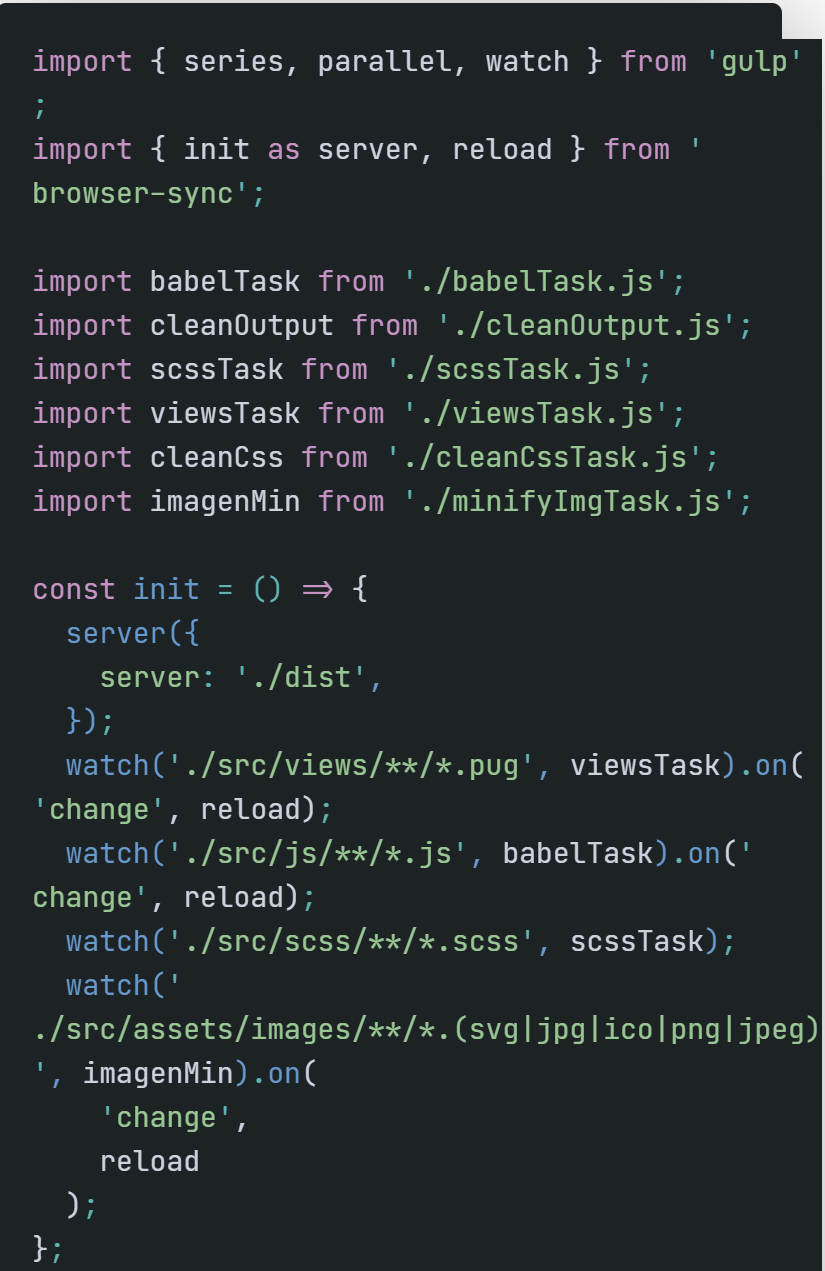 import { series, parallel, watch } from 'gulp'
;
import { init as server, reload } from '
browser-sync';

import babelTask from './babelTask.js';
import cleanOutput from './cleanOutput.js';
import scssTask from './scssTask.js';
import viewsTask from './viewsTask.js';
import cleanCss from './cleanCssTask.js';
import imagenMin from './minifyImgTask.js';

const init = () => {
  server({
    server: './dist',
  });
  watch('./src/views/**/*.pug', viewsTask).on(
'change', reload);
  watch('./src/js/**/*.js', babelTask).on('
change', reload);
  watch('./src/scss/**/*.scss', scssTask);
  watch('
./src/assets/images/**/*.(svg|jpg|ico|png|jpeg)
', imagenMin).on(
    'change',
    reload
  );
};